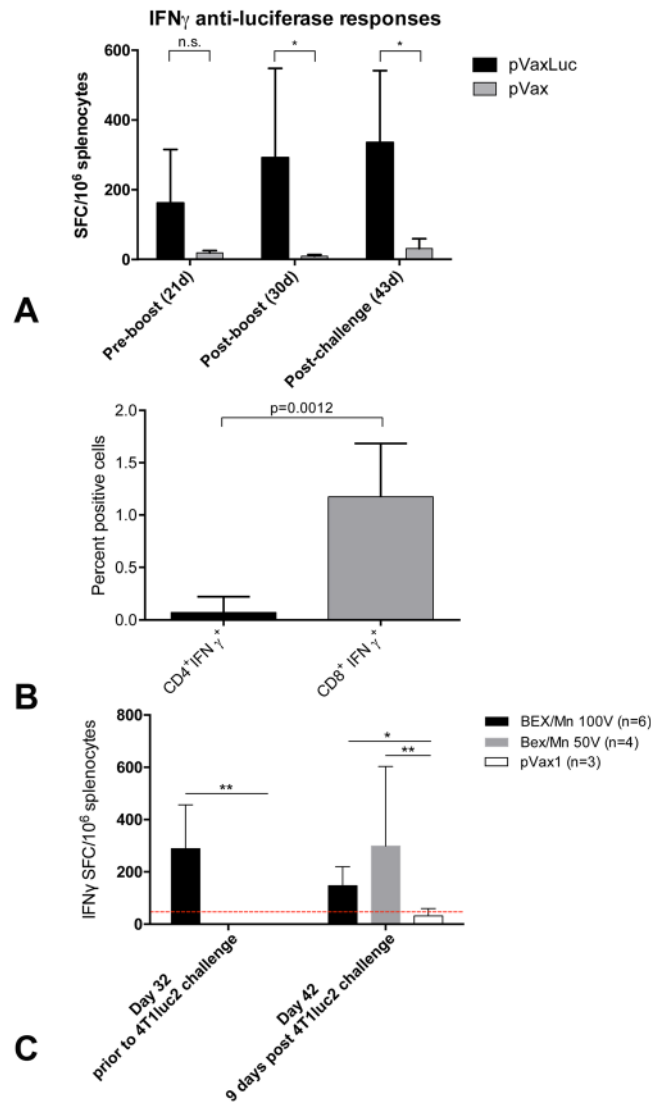 IFNγ anti-luciferase responses
n.s.
*
*
pVaxLuc
pVax
600
400
200
0
SFC/10⁶ splenocytes
Pre-boost (21d)
Post-boost (30d)
Post-challenge (43d)
A
p=0.0012
2.0
1.5
1.0
0.5
0.0
Percent positive cells
CD4⁺IFN γ⁺
CD8⁺ IFN γ⁺
B
BEX/Mn 100V (n=6)
Bex/Mn 50V (n=4)
pVax1 (n=3)
800
600
400
200
0
IFNγ SFC/10⁶ splenocytes
**
*
**
Day 32
prior to 4T1luc2 challenge
Day 42
9 days post 4T1luc2 challenge
C